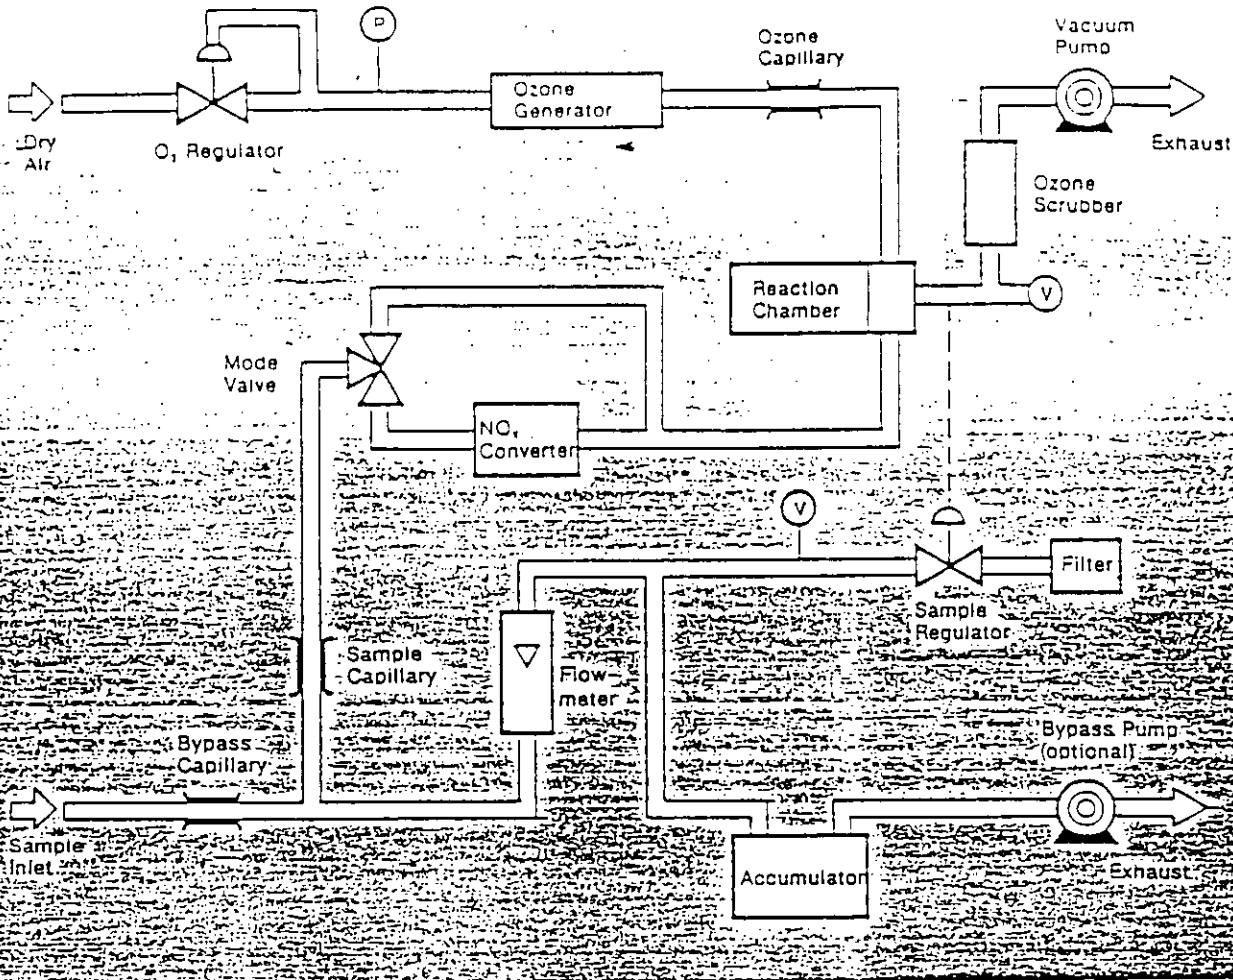 P
Ozone
Capillary
Vacuum
Pump
Ozone
Generator
Dry
Air
O₃ Regulator
Exhaust
Ozone
Scrubber
Reaction
Chamber
V
Mode
Valve
NOₓ
Converter
V
Filter
Sample
Regulator
Sample
Capillary
Flow-
meter
Bypass
Capillary
Bypass Pump
(optional)
Sample
Inlet
Accumulator
Exhaust